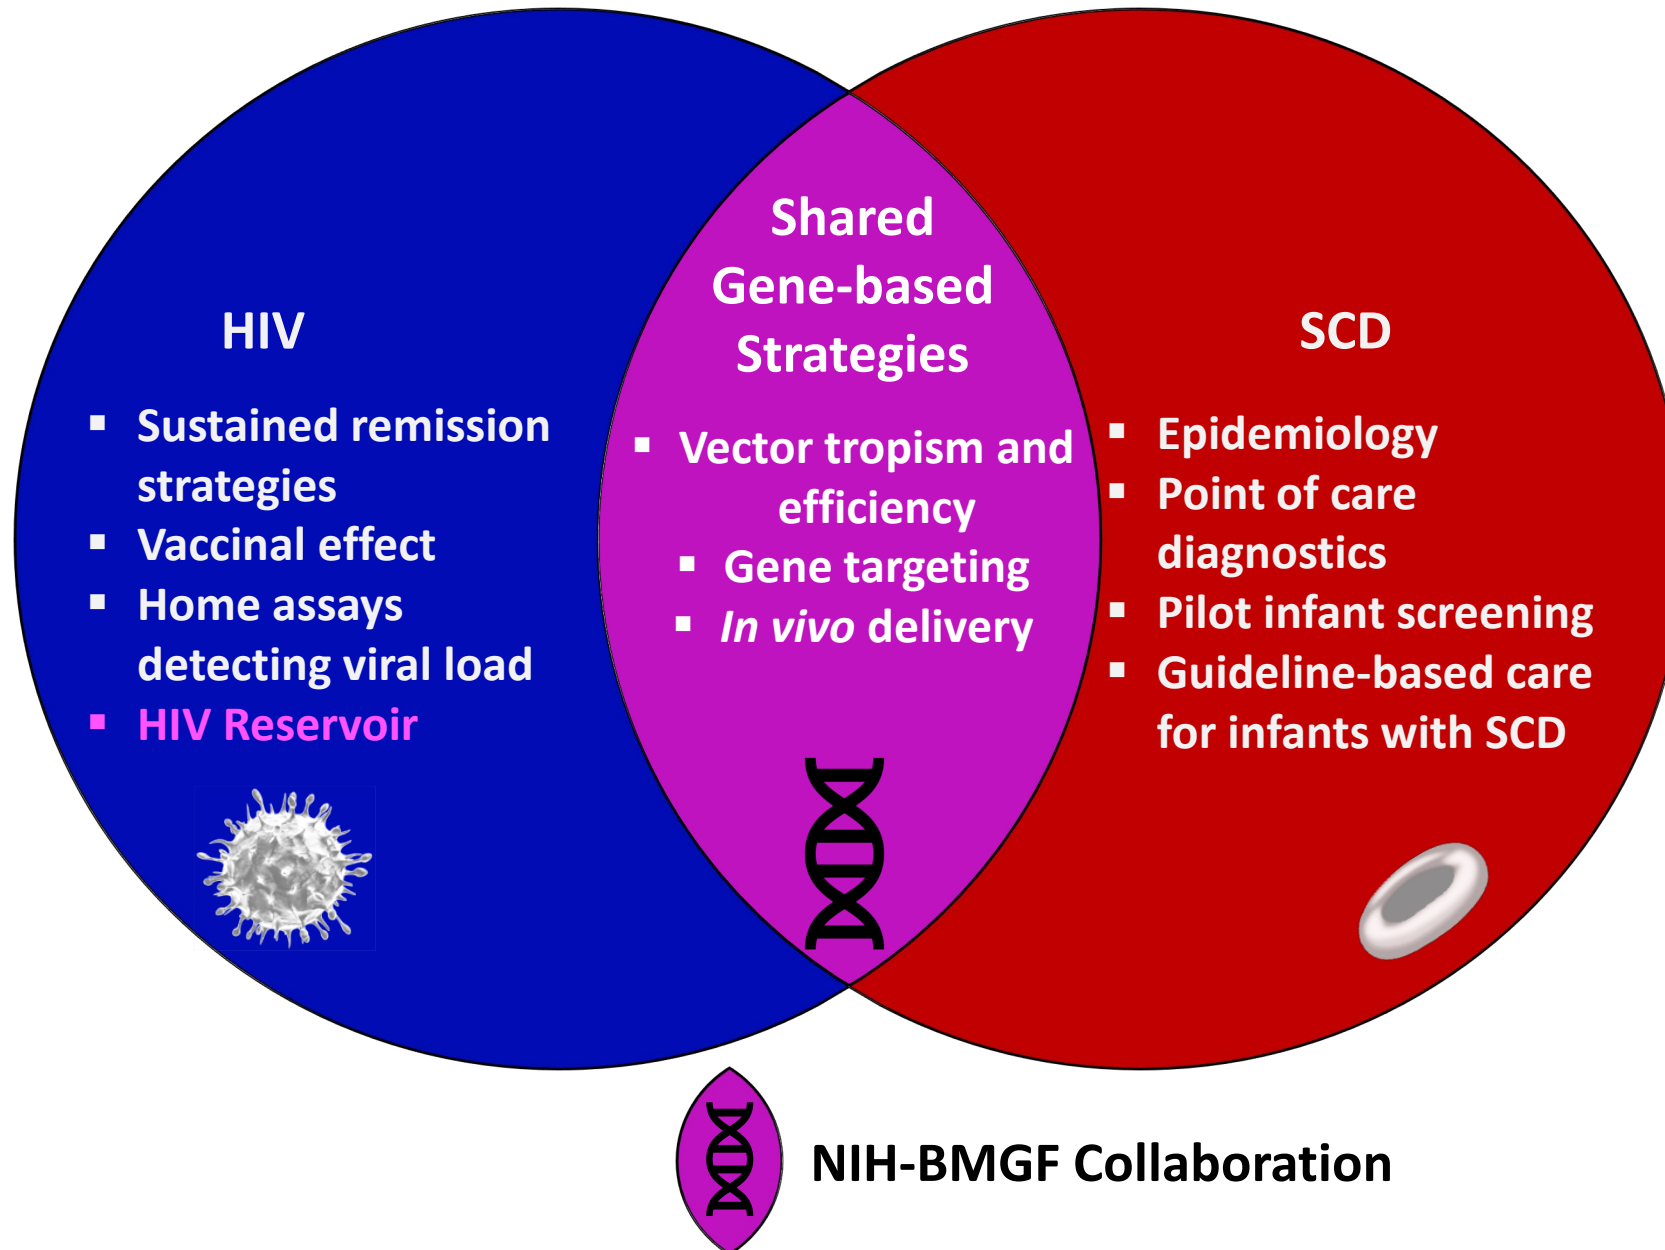 HIV
▪ Sustained remission
strategies
▪ Vaccinal effect
▪ Home assays
detecting viral load
▪ HIV Reservoir
Shared
Gene-based
Strategies
▪ Vector tropism and
efficiency
▪ Gene targeting
▪ In vivo delivery
SCD
▪ Epidemiology
▪ Point of care
diagnostics
▪ Pilot infant screening
▪ Guideline-based care
for infants with SCD
NIH-BMGF Collaboration